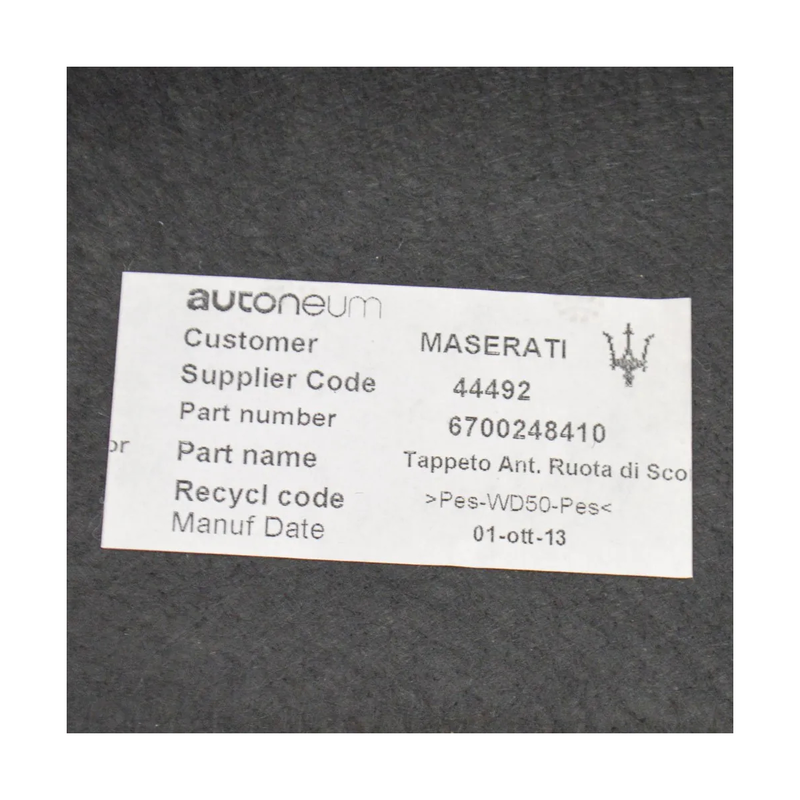 autoneum
Customer MASERATI
Supplier Code 44492
Part number 6700248410
or
Part name Tappeto Ant. Ruota di Sco
Recycl code >Pes-WD50-Pes<
Manuf Date 01-ott-13